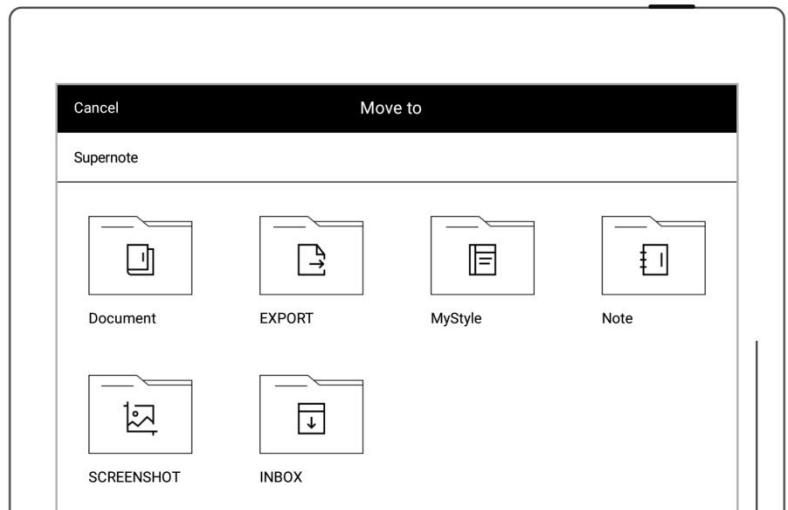 Cancel Move to
Supernote
Document EXPORT MyStyle Note
SCREENSHOT INBOX